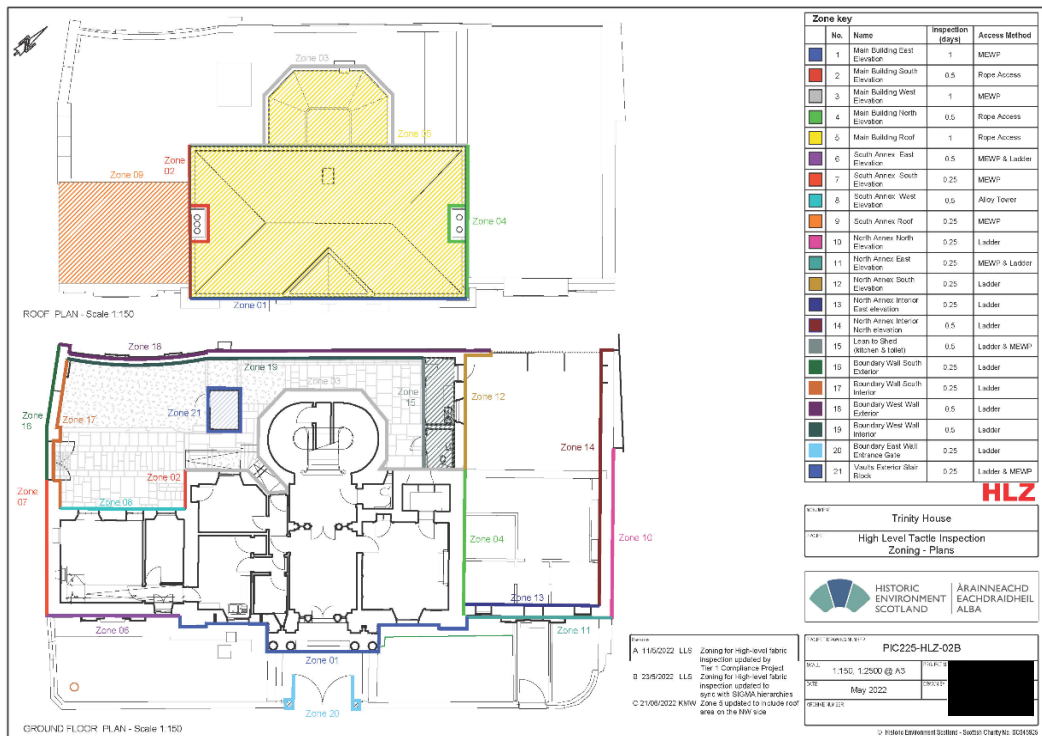 Zone 03
Zone 05
Zone
02
Zone 09
Zone 04
Zone 01
ROOF PLAN - Scale 1:150
Zone 18
Zone 19
Zone 03
Zone 21
Zone
15
Zone 12
Zone
16
Zone 17
Zone 14
Zone 02
Zone
07
Zone 08
Zone 04
Zone 10
Zone 13
Zone 06
Zone 11
Zone 01
Zone 20
GROUND FLOOR PLAN - Scale 1:150
Zone key
No. Name Inspection (days) Access Method
1 Main Building East Elevation 1 MEWP
2 Main Building South Elevation 0.5 Rope Access
3 Main Building West Elevation 1 MEWP
4 Main Building North Elevation 0.5 Rope Access
5 Main Building Roof 1 Rope Access
6 South Annex East Elevation 0.5 MEWP & Ladder
7 South Annex South Elevation 0.25 MEWP
8 South Annex West Elevation 0.5 Alloy Tower
9 South Annex Roof 0.25 MEWP
10 North Annex North Elevation 0.25 Ladder
11 North Annex East Elevation 0.25 MEWP & Ladder
12 North Annex South Elevation 0.25 Ladder
13 North Annex Interior East elevation 0.25 Ladder
14 North Annex Interior North elevation 0.5 Ladder
15 Lean to Shed (kitchen & toilet) 0.5 Ladder & MEWP
16 Boundary Wall South Exterior 0.25 Ladder
17 Boundary Wall South Interior 0.25 Ladder
18 Boundary West Wall Exterior 0.5 Ladder
19 Boundary West Wall Interior 0.5 Ladder
20 Boundary East Wall Entrance Gate 0.25 Ladder
21 Vaults Exterior Stair Block 0.25 Ladder & MEWP
HLZ
Trinity House
High Level Tactile Inspection
Zoning - Plans
HISTORIC
ENVIRONMENT
SCOTLAND
ÀRAINNEACHD
EACHDRAIDHEIL
ALBA
A 11/5/2022 LLS Zoning for High-level fabric
inspection updated by
Tier 1 Compliance Project
B 23/5/2022 LLS Zoning for High-level fabric
inspection updated to
sync with SIGMA hierarchies
C 21/06/2022 KMW Zone 5 updated to include roof
area on the NW side
PIC225-HLZ-02B
1:150, 1:2500 @ A3
DATE
May 2022
© Historic Environment Scotland - Scottish Charity No. SC045925